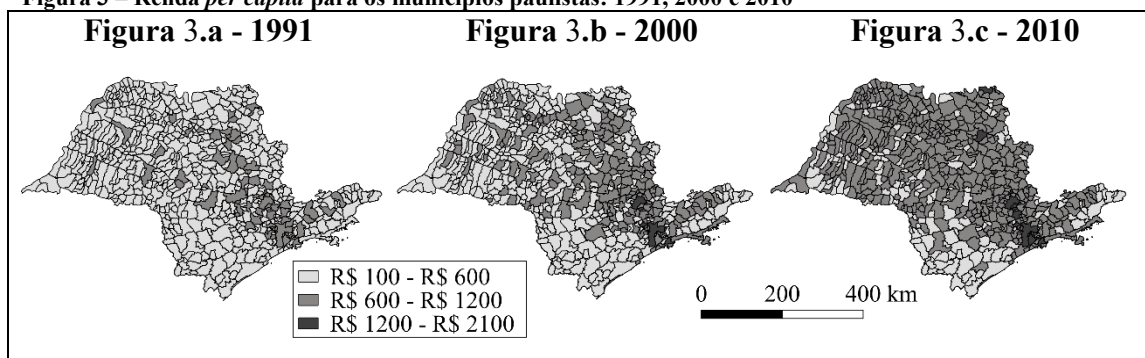 Figura 3 – Renda per capita para os municípios paulistas: 1991, 2000 e 2010
Figura 3.a - 1991 Figura 3.b - 2000 Figura 3.c - 2010
R$ 100 - R$ 600
R$ 600 - R$ 1200
R$ 1200 - R$ 2100
0 200 400 km